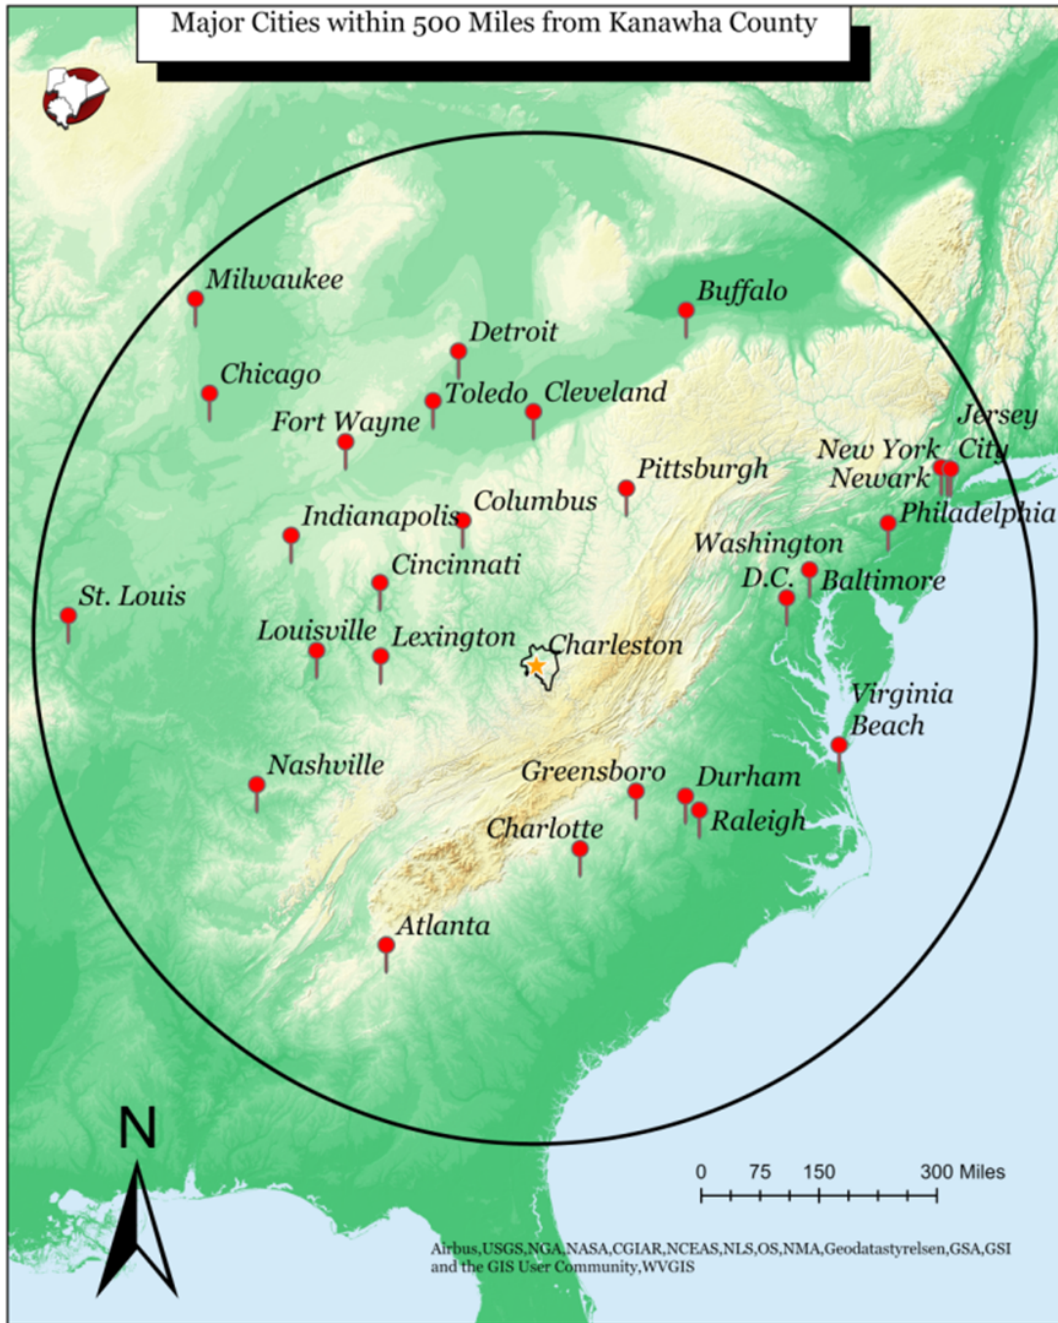 Major Cities within 500 Miles from Kanawha County
Milwaukee
Buffalo
Detroit
Chicago
Toledo
Cleveland
Fort Wayne
Jersey
City
New York
Newark
Pittsburgh
Columbus
Indianapolis
Philadelphia
Washington
D.C.
Baltimore
Cincinnati
St. Louis
Louisville
Lexington
Charleston
Virginia
Beach
Nashville
Greensboro
Durham
Raleigh
Charlotte
Atlanta
N
0 75 150 300 Miles
Airbus,USGS,NGA,NASA,CGIAR,NCEAS,NLS,OS,NMA,Geodatastyrelsen,GSA,GSI
and the GIS User Community,WVGIS